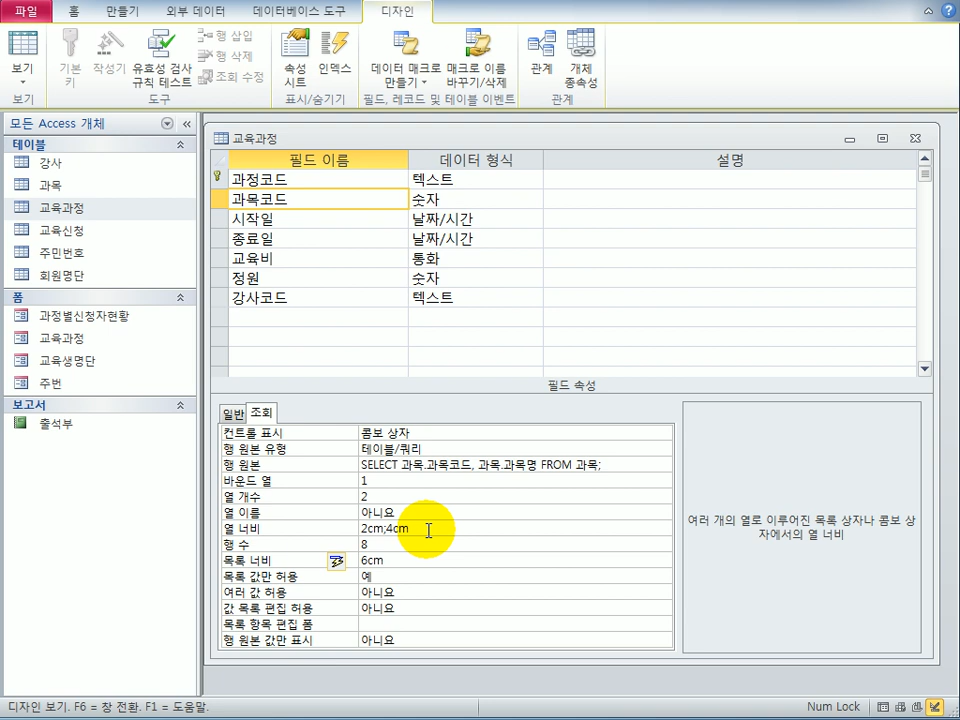 파일 홈 만들기 외부 데이터 데이터베이스 도구 디자인
보기
기본 키
작성기
유효성 검사 규칙 테스트
행 삽입
행 삭제
조회 수정
속성 시트
인덱스
데이터 매크로 만들기
매크로 이름 바꾸기/삭제
관계
개체 종속성
보기 도구 표시/숨기기 필드, 레코드 및 테이블 이벤트 관계
모든 Access 개체
테이블
강사
과목
교육과정
교육신청
주민번호
회원명단
폼
과정별신청자현황
교육과정
교육생명단
주번
보고서
출석부
교육과정
필드 이름 데이터 형식 설명
과정코드 텍스트
과목코드 숫자
시작일 날짜/시간
종료일 날짜/시간
교육비 통화
정원 숫자
강사코드 텍스트
필드 속성
일반 조회
컨트롤 표시 콤보 상자
행 원본 유형 테이블/쿼리
행 원본 SELECT 과목.과목코드, 과목.과목명 FROM 과목;
바운드 열 1
열 개수 2
열 이름 아니요
열 너비 2cm;4cm
행 수 8
목록 너비 6cm
목록 값만 허용 예
여러 값 허용 아니요
값 목록 편집 허용 아니요
목록 항목 편집 폼
행 원본 값만 표시 아니요
여러 개의 열로 이루어진 목록 상자나 콤보 상
자에서의 열 너비
디자인 보기. F6 = 창 전환. F1 = 도움말. Num Lock